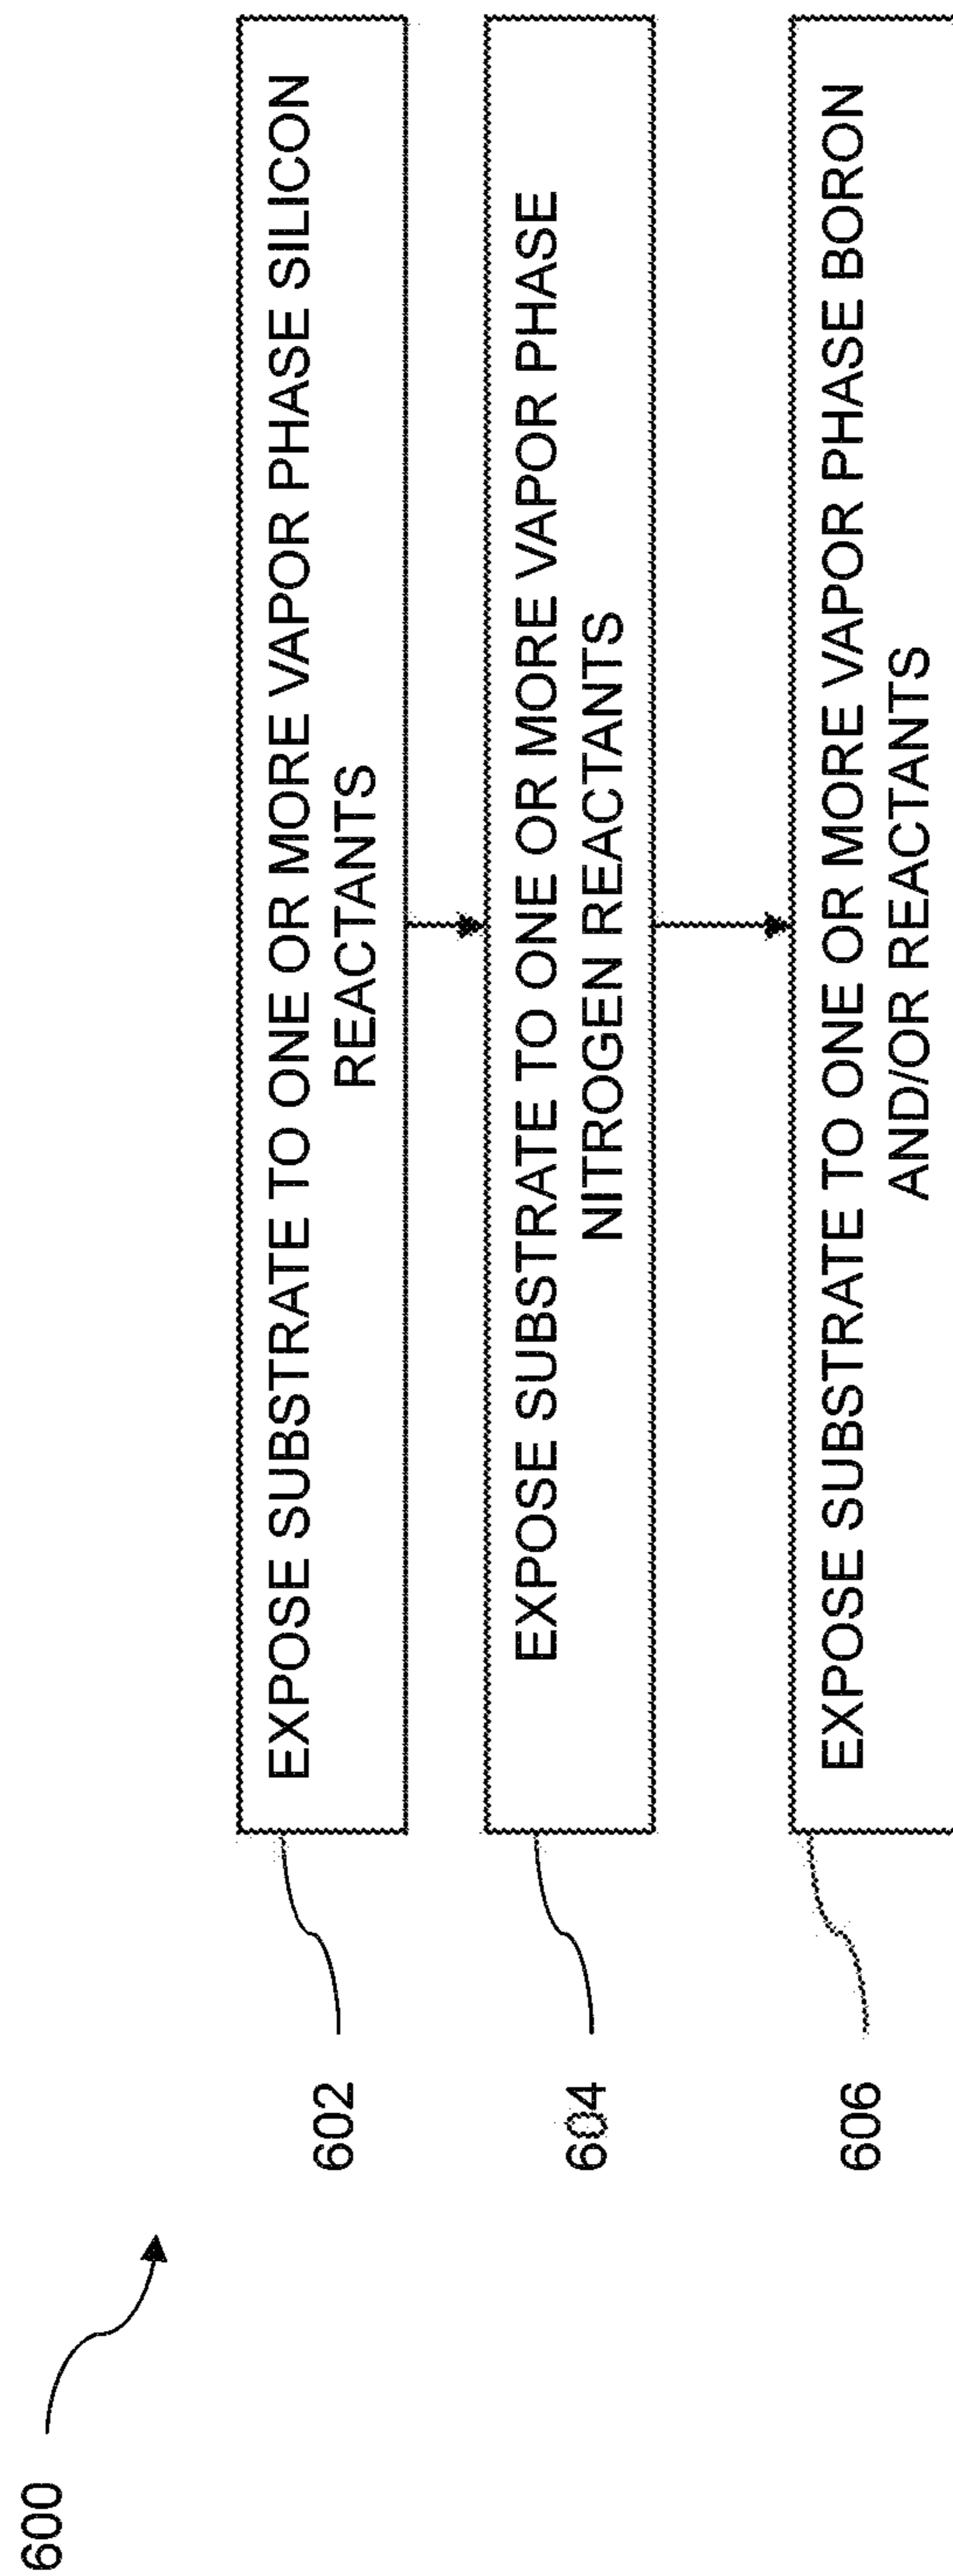 600
602
EXPOSE SUBSTRATE TO ONE OR MORE VAPOR PHASE SILICON
REACTANTS
604
EXPOSE SUBSTRATE TO ONE OR MORE VAPOR PHASE
NITROGEN REACTANTS
606
EXPOSE SUBSTRATE TO ONE OR MORE VAPOR PHASE BORON
AND/OR REACTANTS